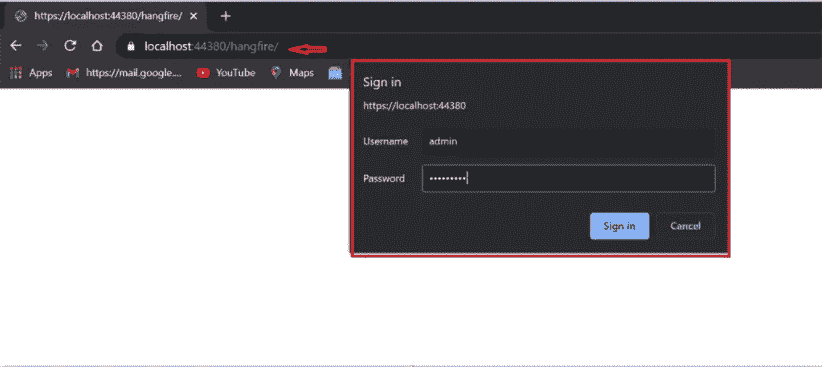 https://localhost:44380/hangfire/
localhost:44380/hangfire/
Apps
https://mail.google....
YouTube
Maps
Sign in
https://localhost:44380
Username
admin
Password
•••••••••
Sign in
Cancel